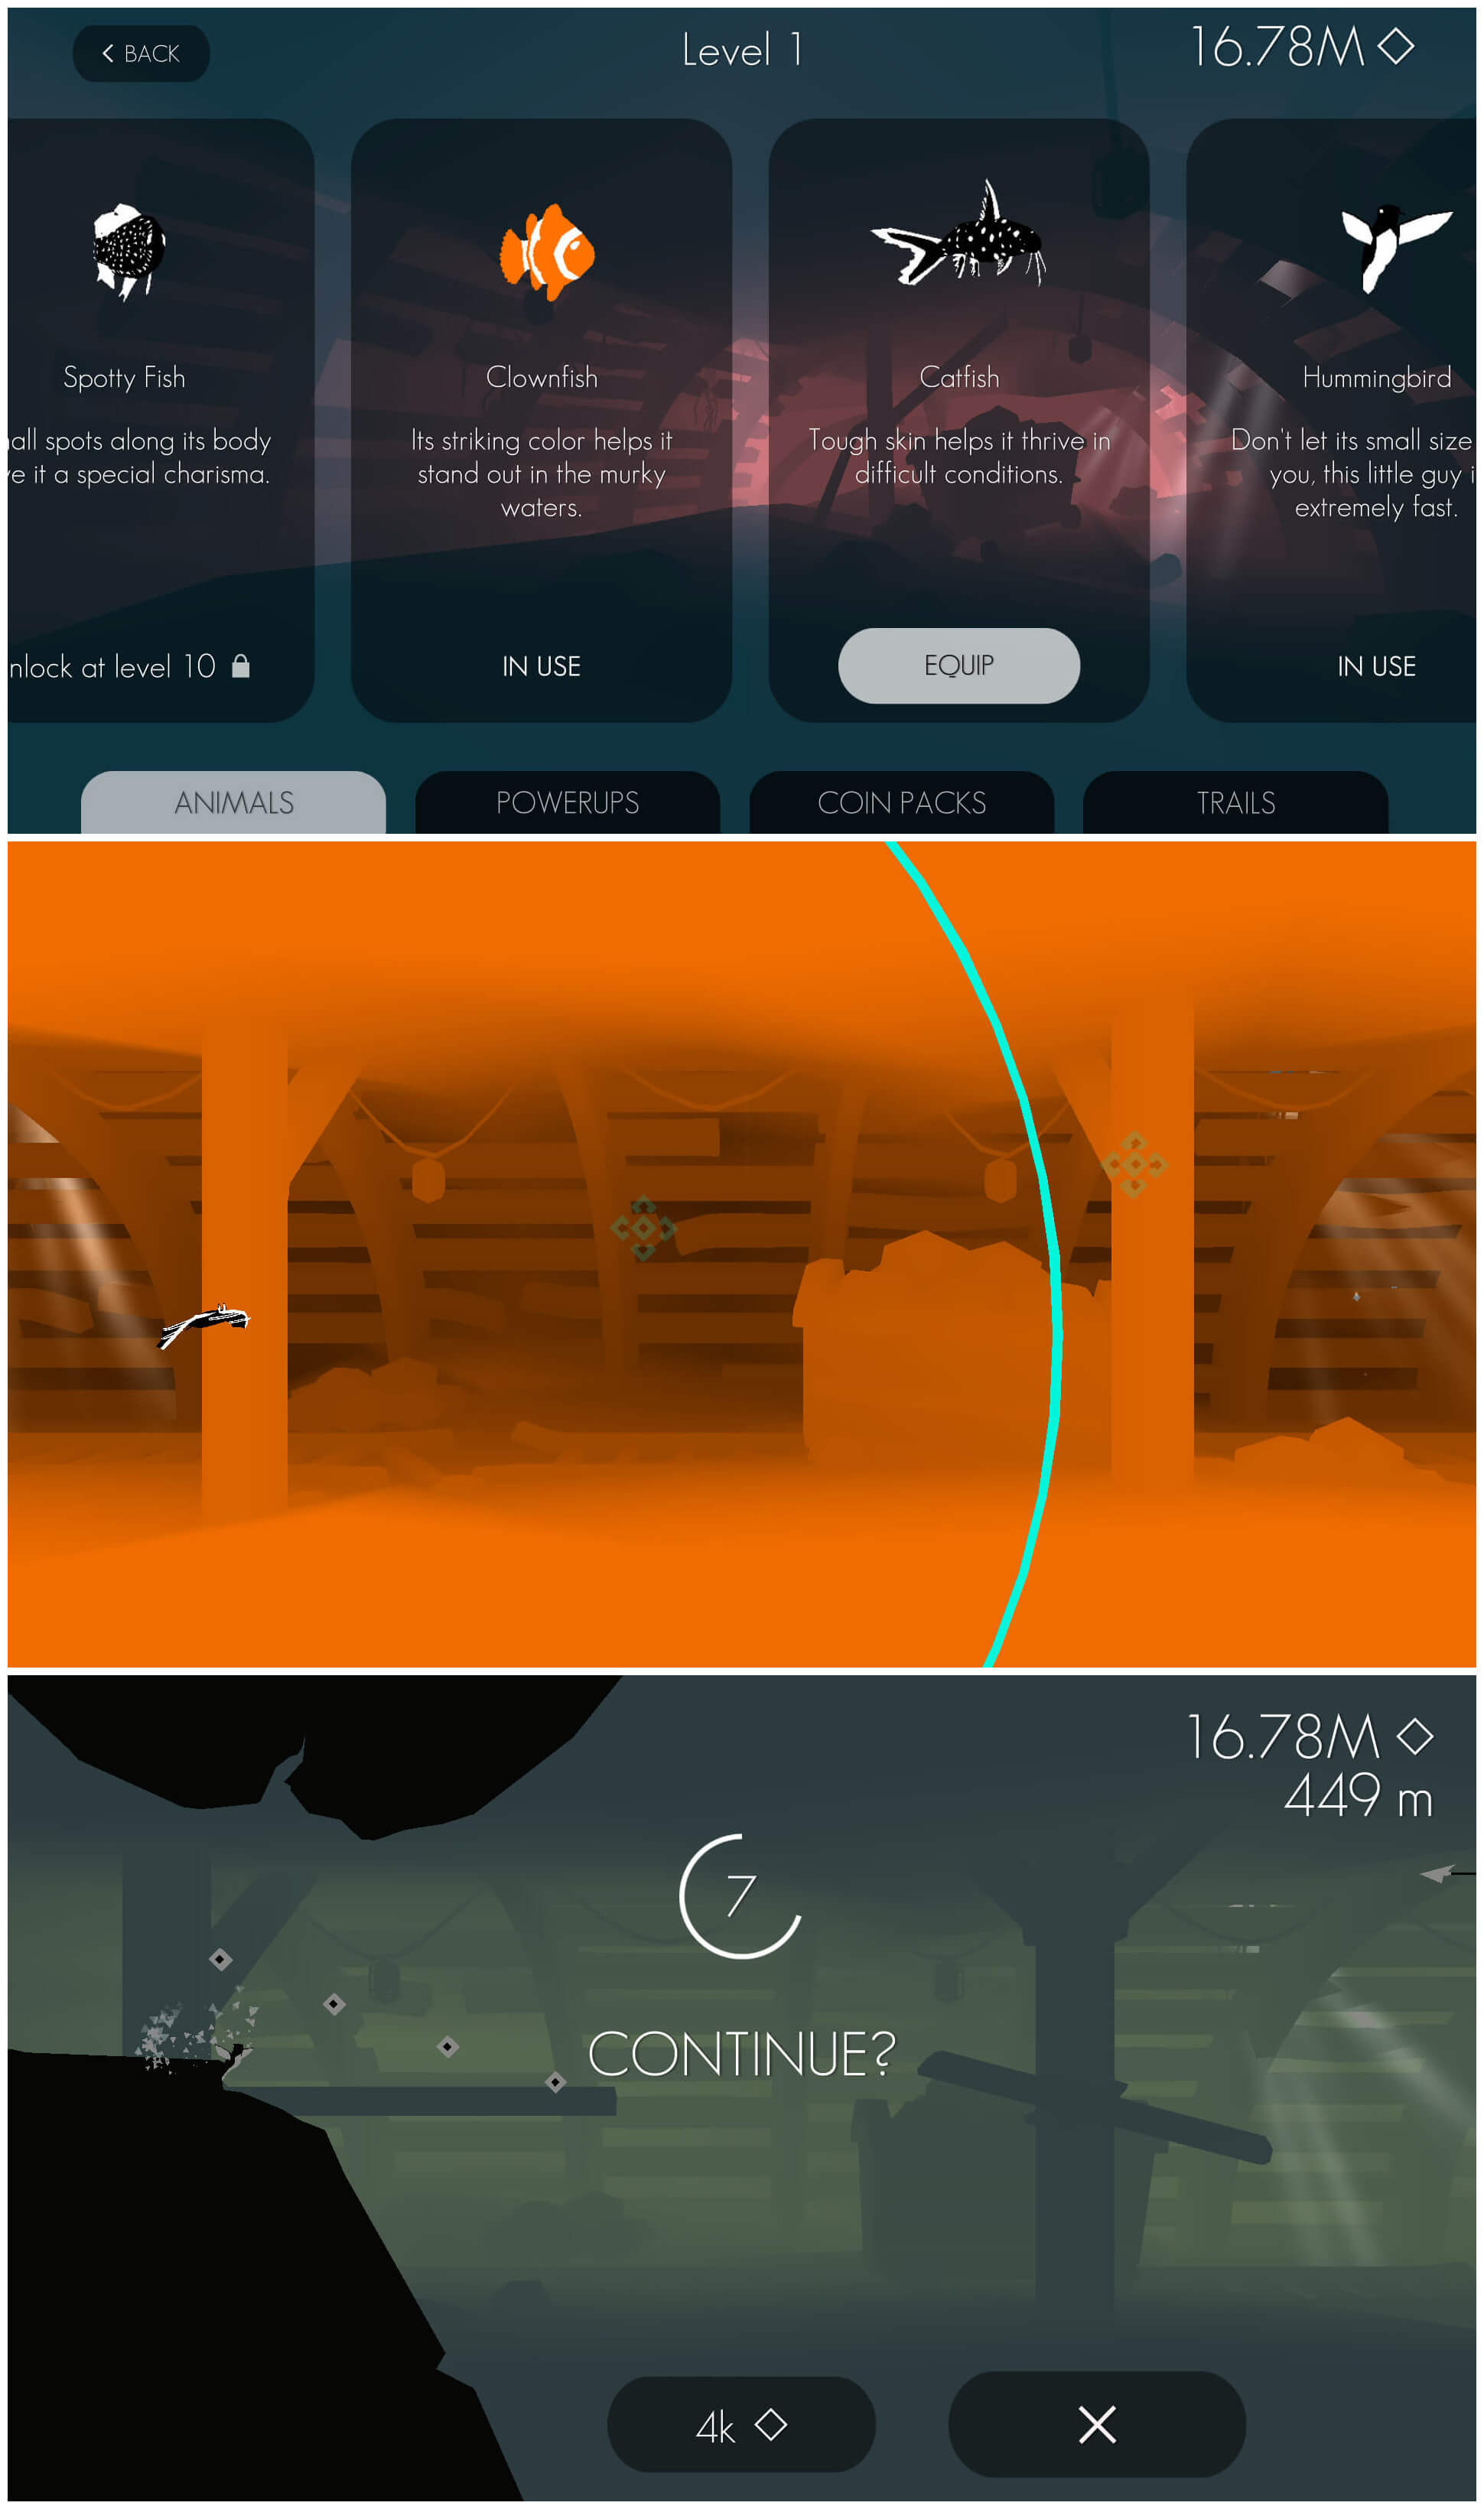 BACK
Level 1
16.78M
Spotty Fish
all spots along its body
e it a special charisma.
nlock at level 10
Clownfish
Its striking color helps it
stand out in the murky
waters.
IN USE
Catfish
Tough skin helps it thrive in
difficult conditions.
EQUIP
Hummingbird
Don't let its small size
you, this little guy i
extremely fast.
IN USE
ANIMALS
POWERUPS
COIN PACKS
TRAILS
16.78M
449 m
7
CONTINUE?
4k